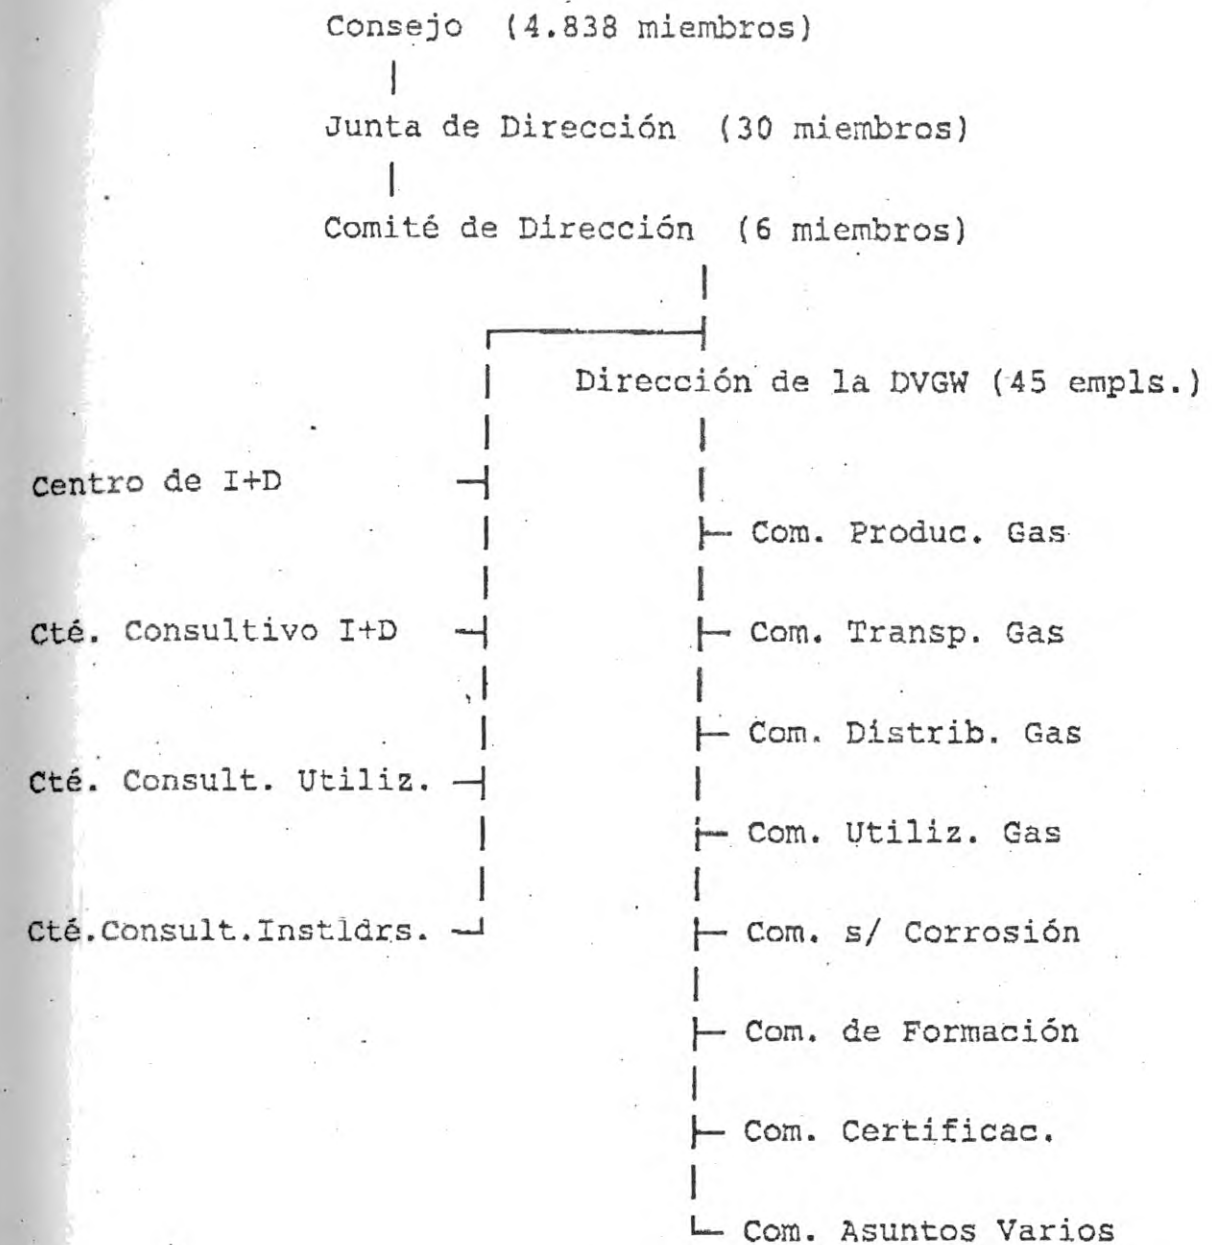 Consejo (4.838 miembros)
Junta de Dirección (30 miembros)
Comité de Dirección (6 miembros)
Dirección de la DVGW (45 empls.)
Centro de I+D
Com. Produc. Gas
Cté. Consultivo I+D
Com. Transp. Gas
Com. Distrib. Gas
Cté. Consult. Utiliz.
Com. Utiliz. Gas
Cté.Consult.Instldrs.
Com. s/ Corrosión
Com. de Formación
Com. Certificac.
Com. Asuntos Varios